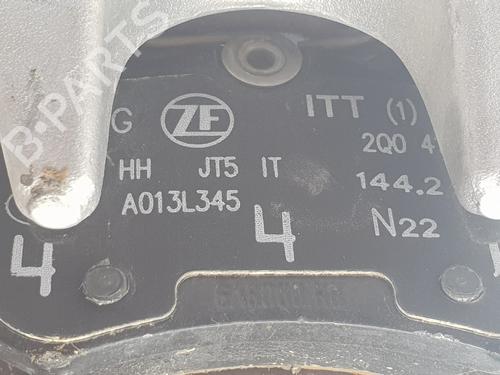 B-PARTS
G ZF ITT (1)
2Q0 4
HH JT5 IT
144.2
A013L345
4 4 N22